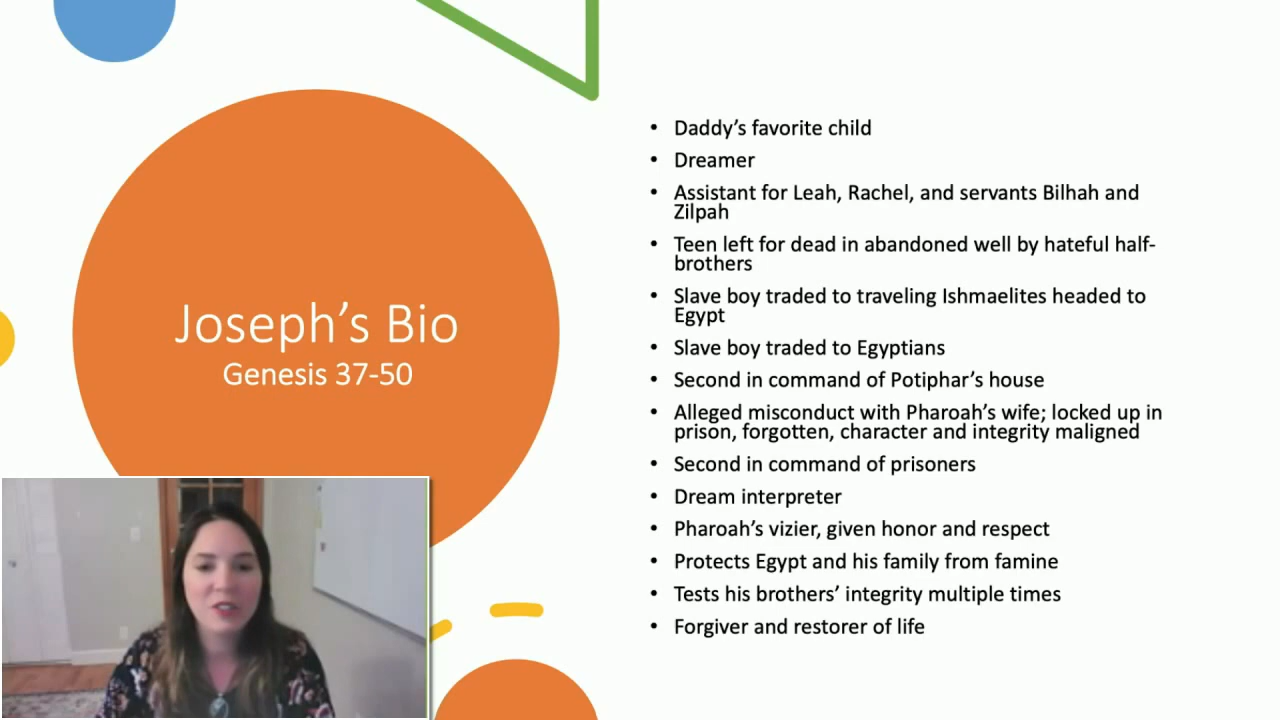 Joseph’s Bio
Genesis 37-50
• Daddy’s favorite child
• Dreamer
• Assistant for Leah, Rachel, and servants Bilhah and
Zilpah
• Teen left for dead in abandoned well by hateful half-
brothers
• Slave boy traded to traveling Ishmaelites headed to
Egypt
• Slave boy traded to Egyptians
• Second in command of Potiphar’s house
• Alleged misconduct with Pharoah’s wife; locked up in
prison, forgotten, character and integrity maligned
• Second in command of prisoners
• Dream interpreter
• Pharoah’s vizier, given honor and respect
• Protects Egypt and his family from famine
• Tests his brothers’ integrity multiple times
• Forgiver and restorer of life